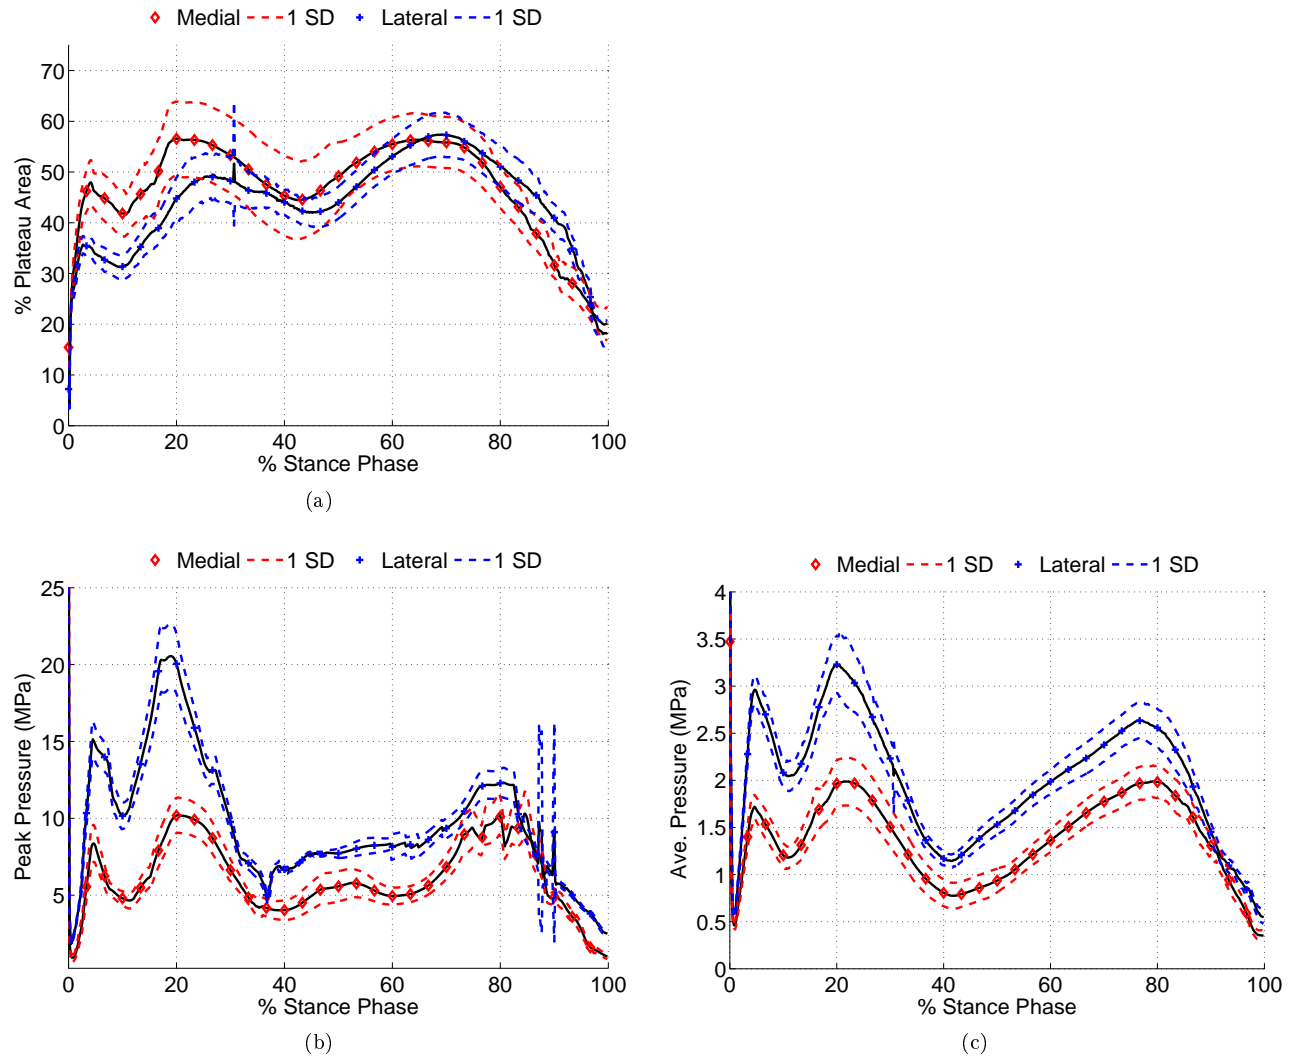 Medial 1 SD Lateral 1 SD
% Plateau Area)
70
60
50
40
30
20
10
0
0 20 40 60 80 100
% Stance Phase
(a)
Medial 1 SD Lateral 1 SD
Peak Pressure (MPa)
25
20
15
10
5
0 20 40 60 80 100
% Stance Phase
(b)
Medial 1 SD Lateral 1 SD
Ave. Pressure (MPa)
4
3.5
3
2.5
2
1.5
1
0.5
0
0 20 40 60 80 100
% Stance Phase
(c)